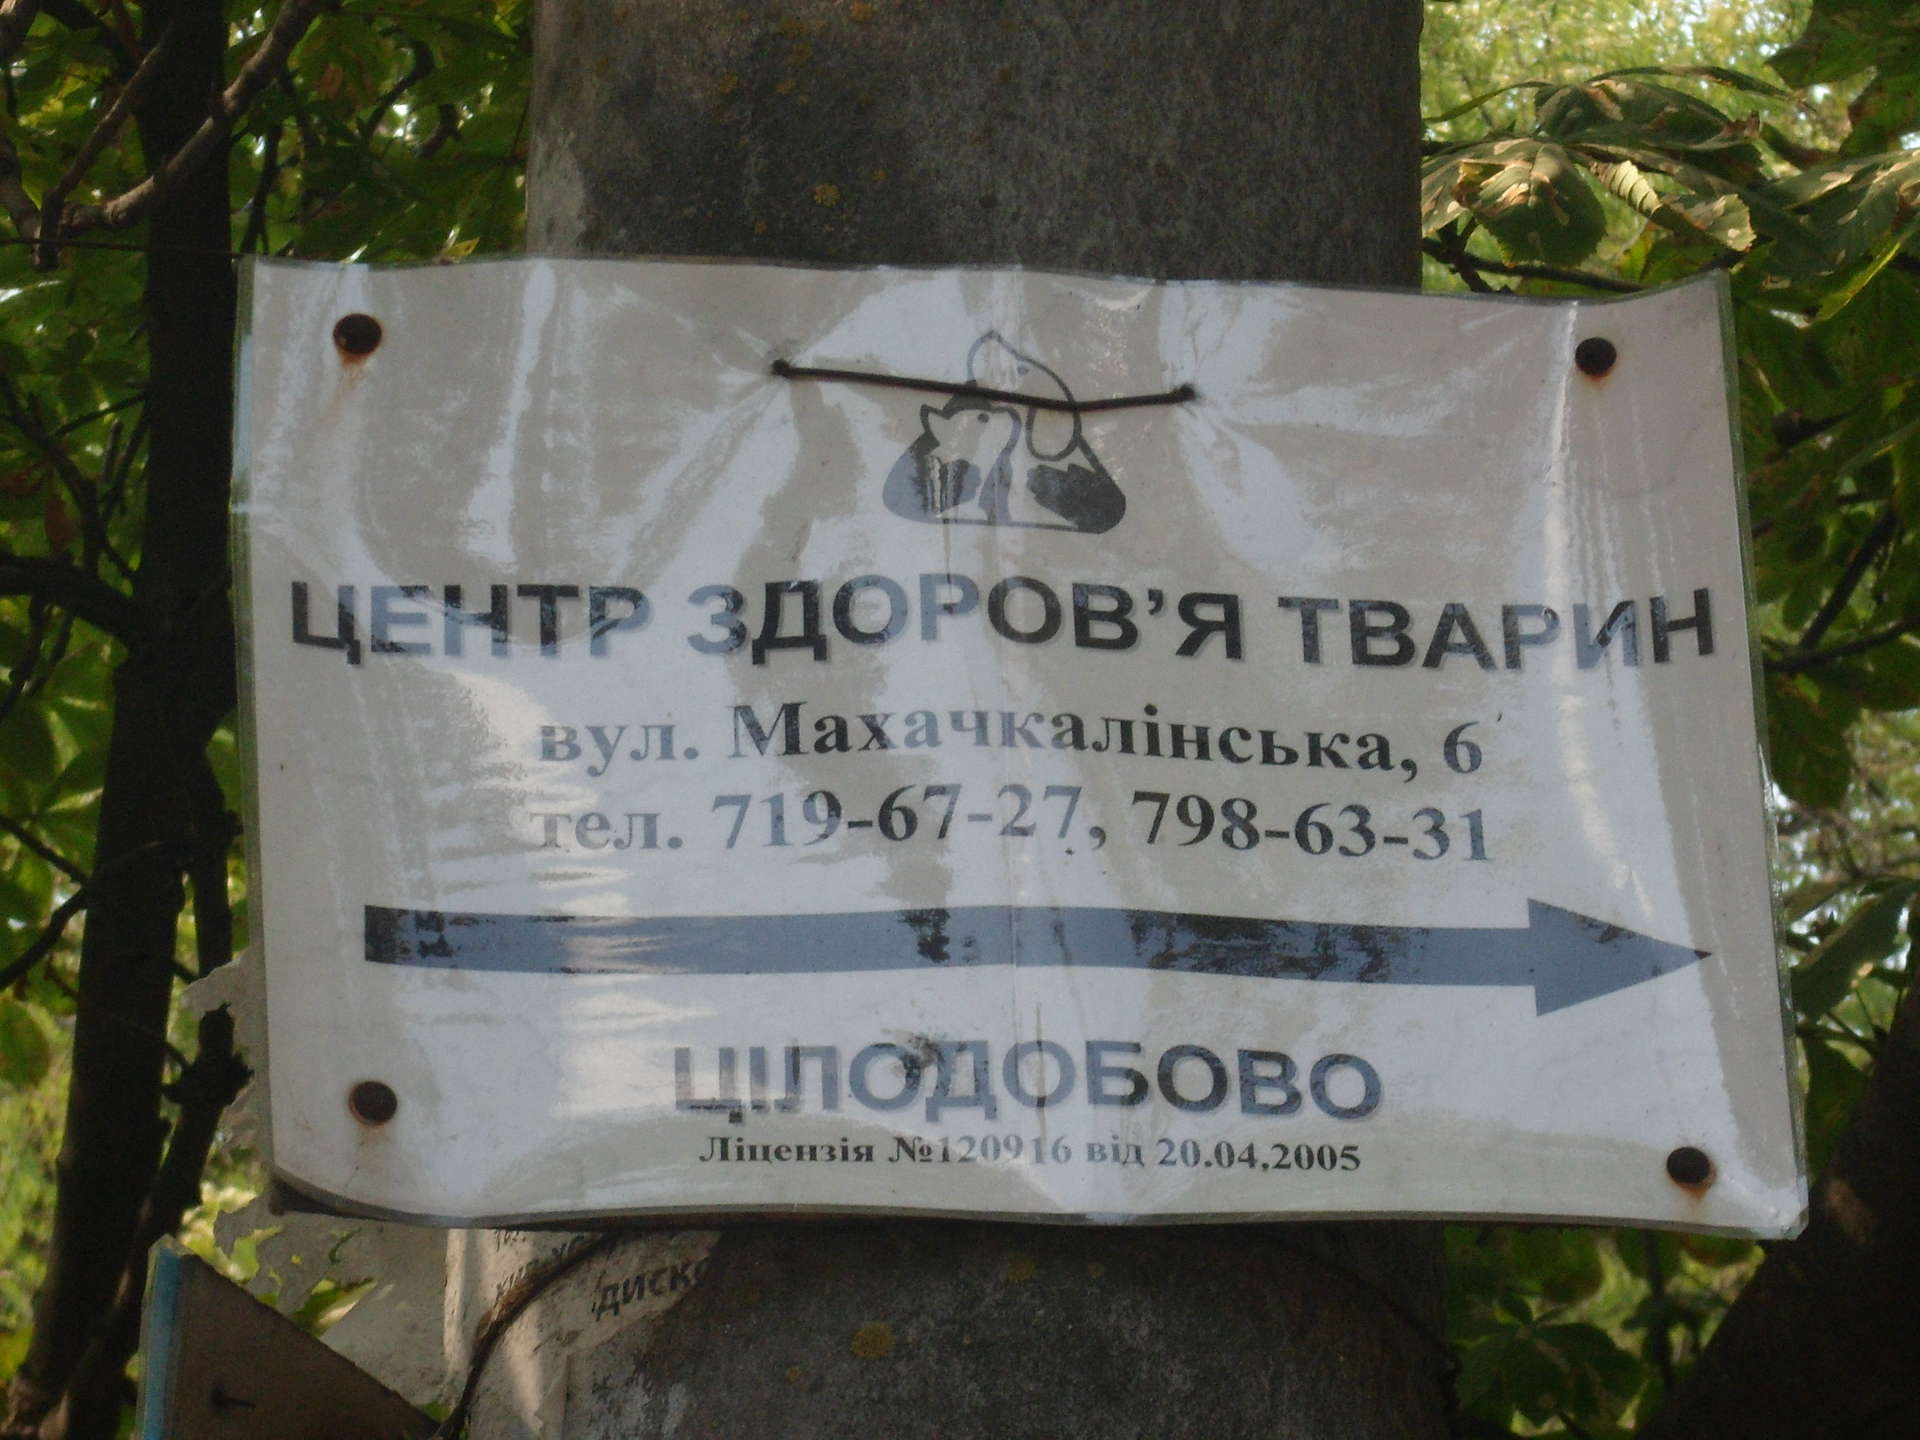 ЦЕНТР ЗДОРОВ’Я ТВАРИН
вул. Махачкалінська, 6
тел. 719-67-27, 798-63-31
ЦІЛОДОБОВО
Ліцензія №120916 від 20.04.2005